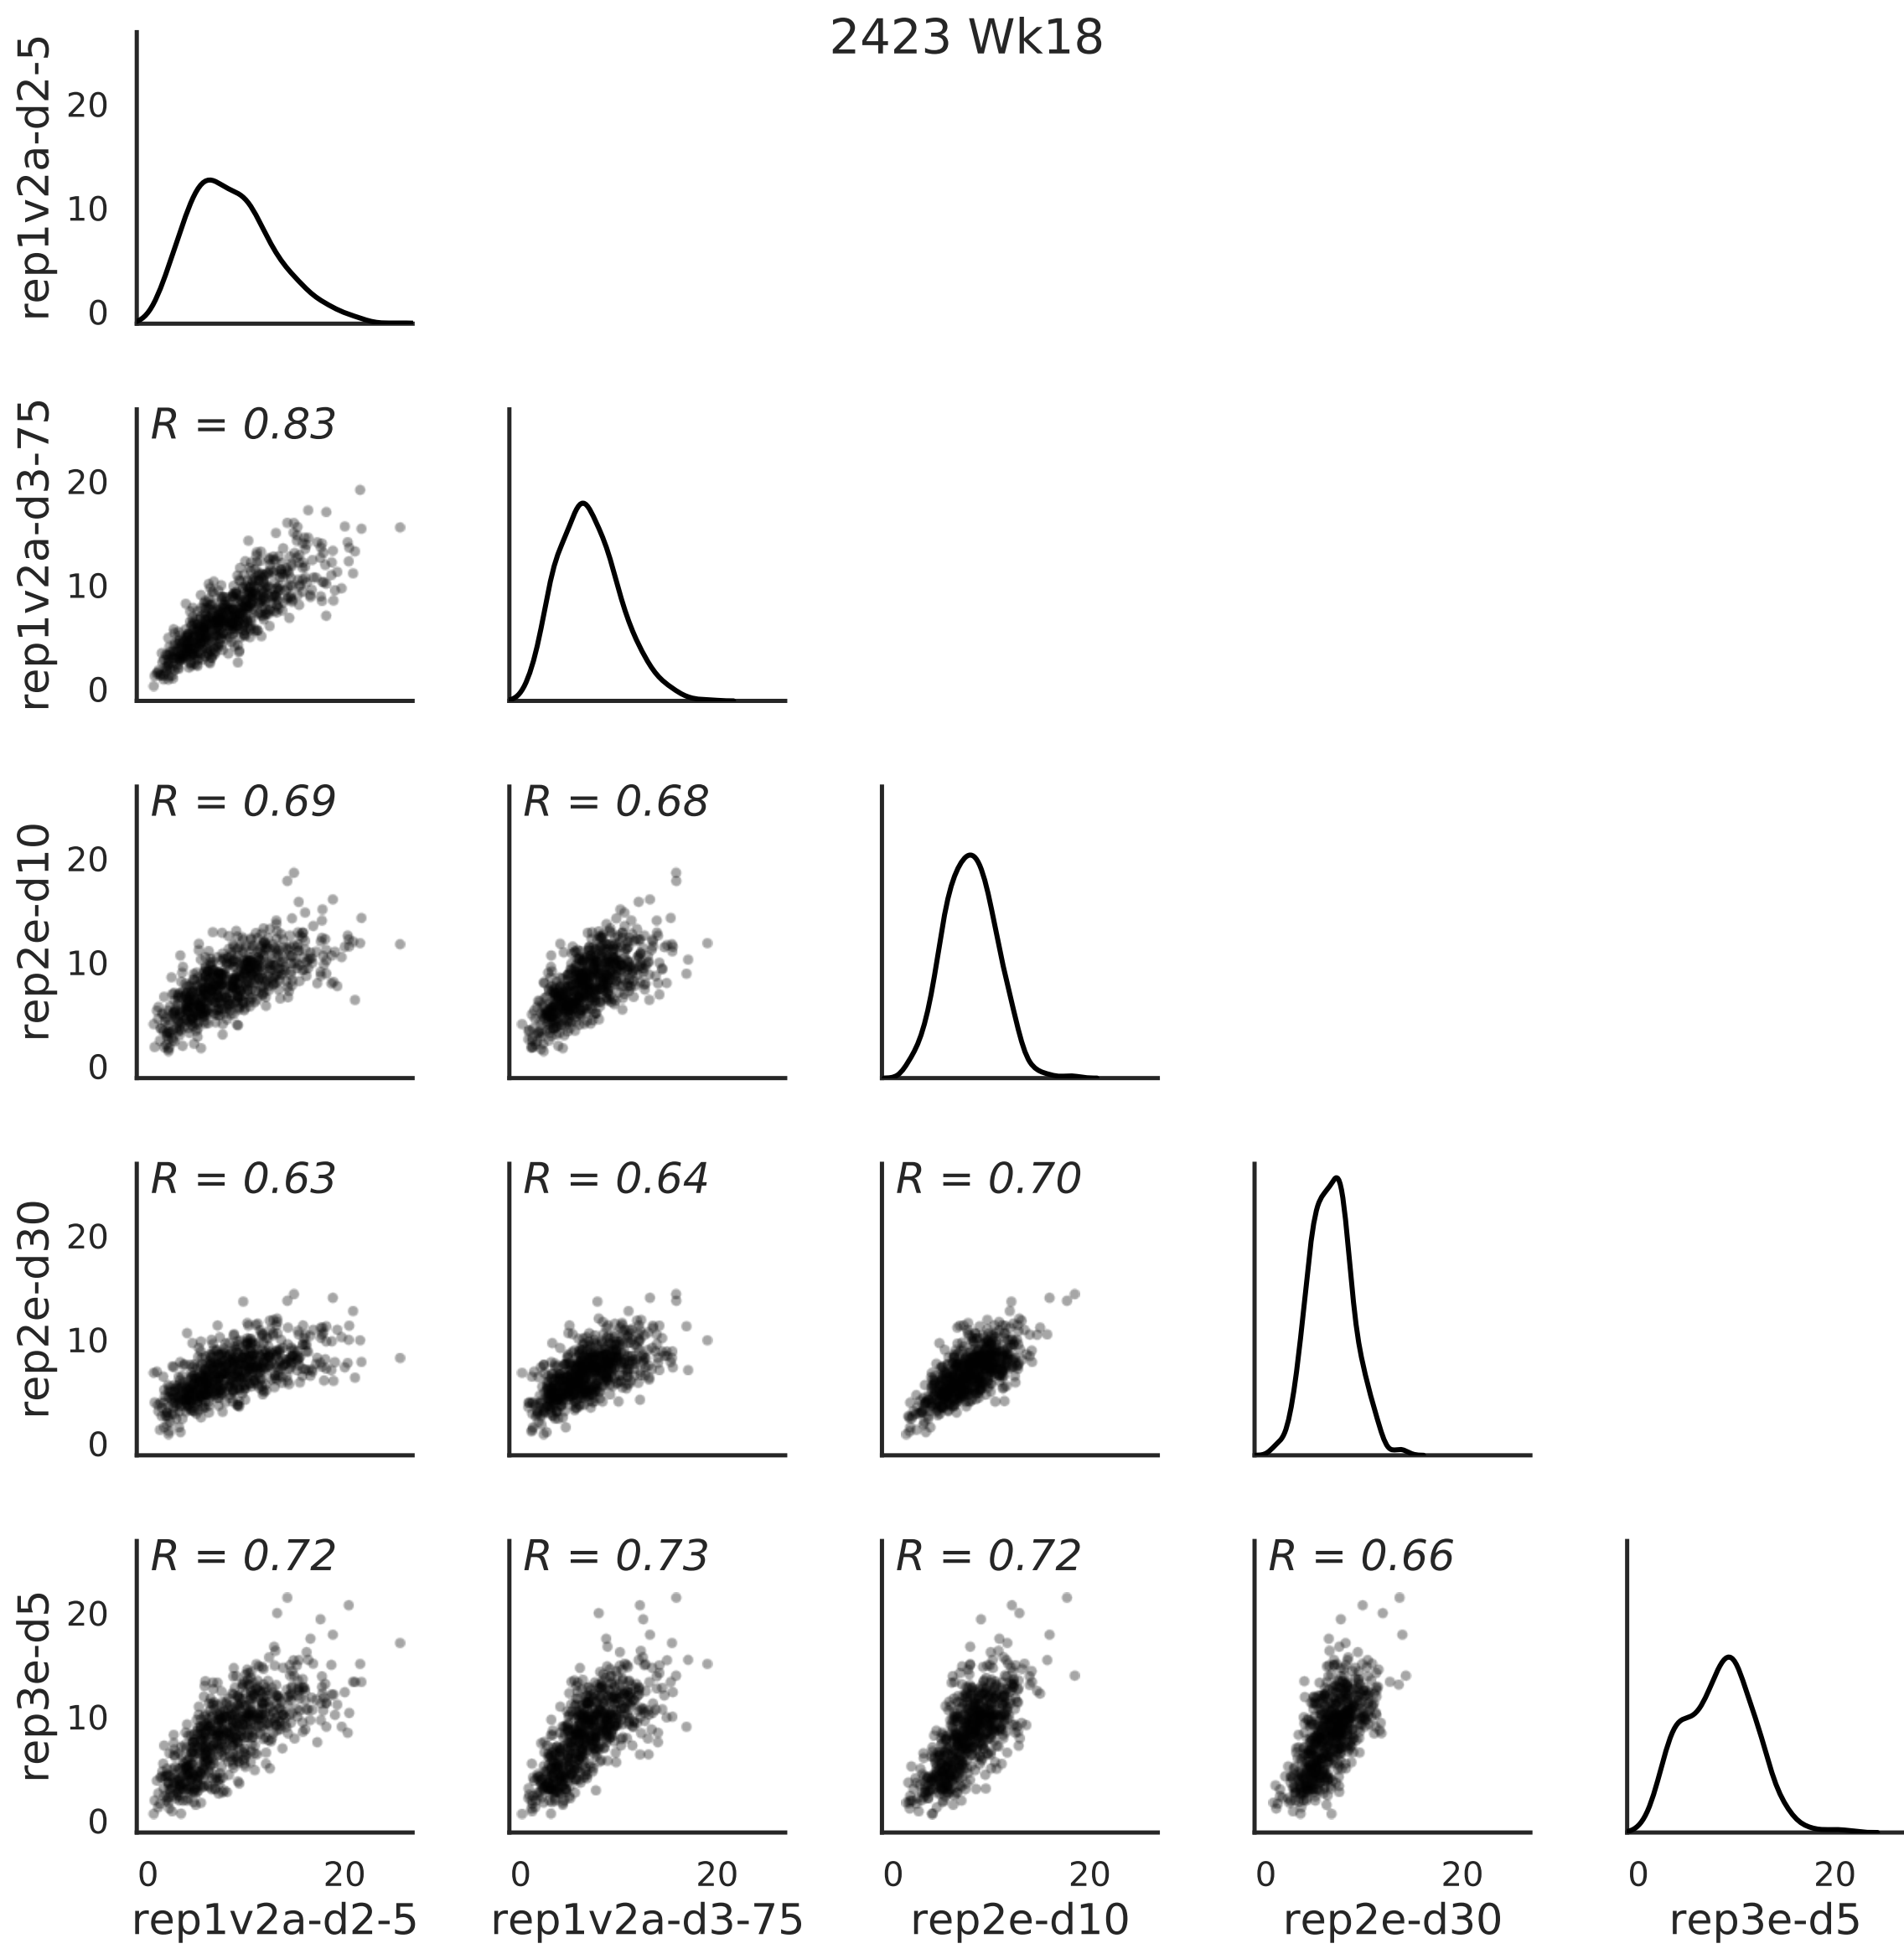 2423 Wk18
rep1v2a-d2-5
20
10
0
rep1v2a-d3-75
20
10
0
R = 0.83
rep2e-d10
20
10
0
R = 0.69
R = 0.68
rep2e-d30
20
10
0
R = 0.63
R = 0.64
R = 0.70
rep3e-d5
20
10
0
R = 0.72
R = 0.73
R = 0.72
R = 0.66
0 20
0 20
0 20
0 20
0 20
rep1v2a-d2-5
rep1v2a-d3-75
rep2e-d10
rep2e-d30
rep3e-d5